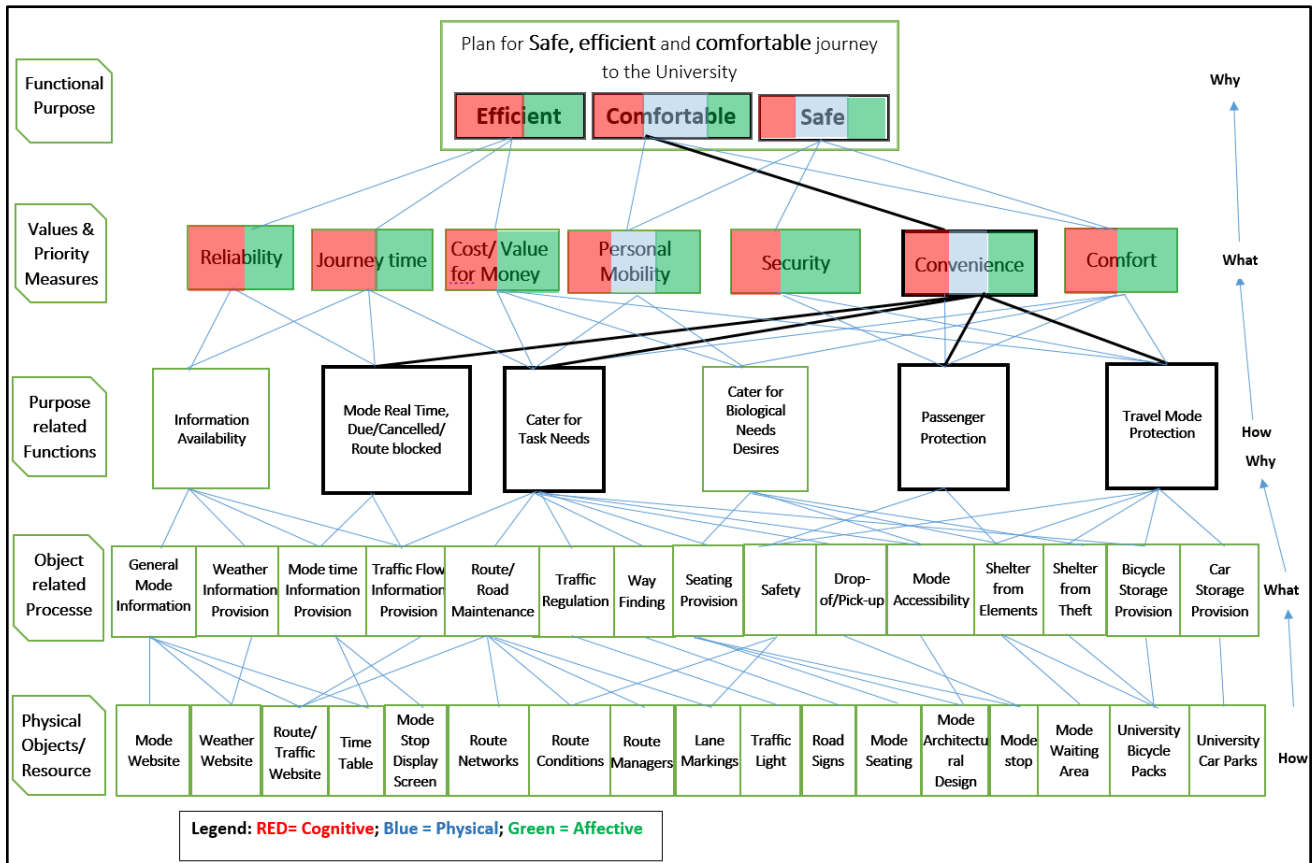 Plan for Safe, efficient and comfortable journey
to the University
Functional
Purpose
Efficient
Comfortable
Safe
Why
Values &
Priority
Measures
Reliability
Journey time
Cost/ Value
for Money
Personal
Mobility
Security
Convenience
Comfort
What
Purpose
related
Functions
Information
Availability
Mode Real Time,
Due/Cancelled/
Route blocked
Cater for
Task Needs
Cater for
Biological
Needs
Desires
Passenger
Protection
Travel Mode
Protection
How
Why
Object
related
Processe
General
Mode
Information
Weather
Information
Provision
Mode time
Information
Provision
Traffic Flow
Information
Provision
Route/
Road
Maintenance
Traffic
Regulation
Way
Finding
Seating
Provision
Safety
Drop-
of/Pick-up
Mode
Accessibility
Shelter
from
Elements
Shelter
from
Theft
Bicycle
Storage
Provision
Car
Storage
Provision
What
Physical
Objects/
Resource
Mode
Website
Weather
Website
Route/
Traffic
Website
Time
Table
Mode
Stop
Display
Screen
Route
Networks
Route
Conditions
Route
Managers
Lane
Markings
Traffic
Light
Road
Signs
Mode
Seating
Mode
Architectu
ral
Design
Mode
stop
Mode
Waiting
Area
University
Bicycle
Packs
University
Car Parks
How
Legend: RED= Cognitive; Blue = Physical; Green = Affective